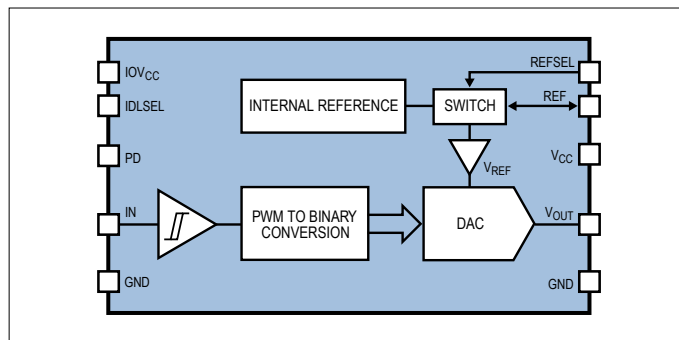 IOVCC
REFSEL
INTERNAL REFERENCE
SWITCH
REF
IDLSEL
PD
VREF
VCC
IN
PWM TO BINARY
CONVERSION
DAC
VOUT
GND
GND